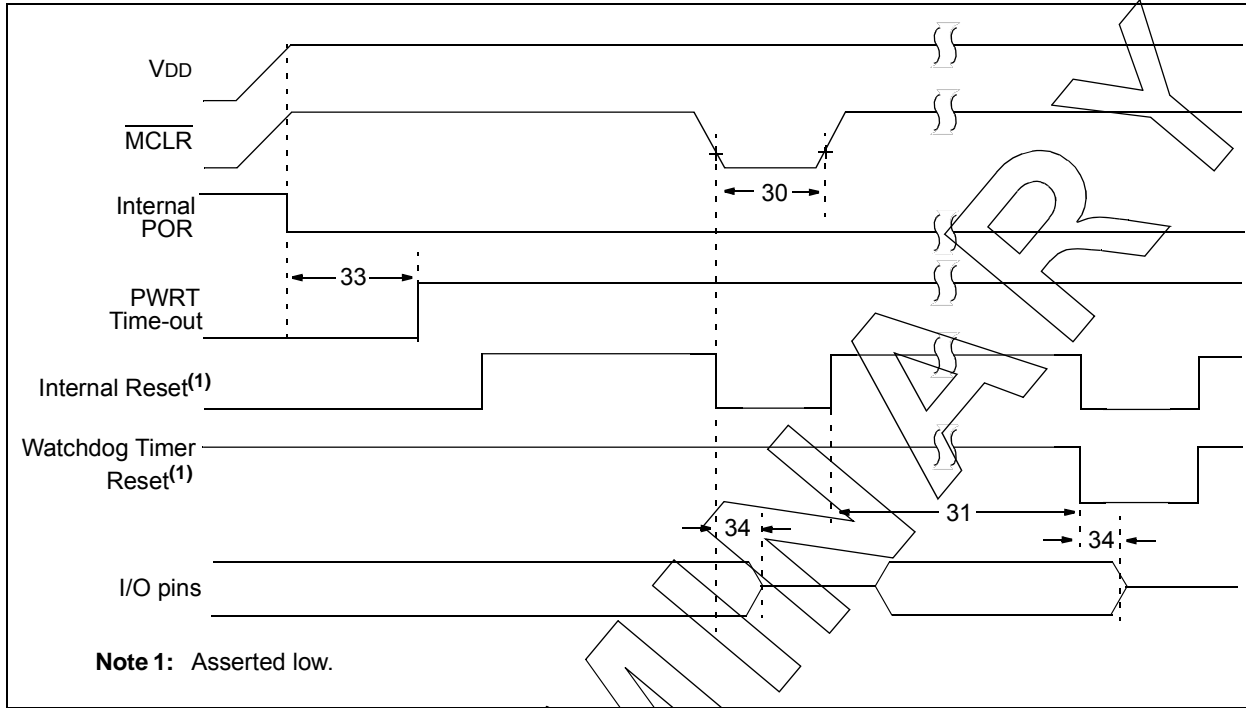 VDD
MCLR
30
Internal
POR
33
PWRT
Time-out
Internal Reset(1)
Watchdog Timer
Reset(1)
31
34
34
I/O pins
Note 1: Asserted low.
MINARY